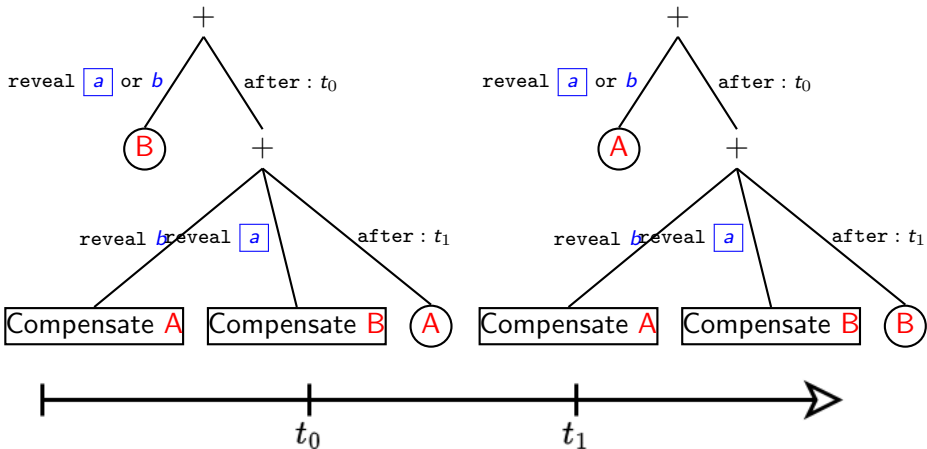 + +
reveal a or b after : t0 reveal a or b after : t0
B + A +
reveal b reveal a after : t1 reveal b reveal a after : t1
Compensate A Compensate B A Compensate A Compensate B B
t0 t1